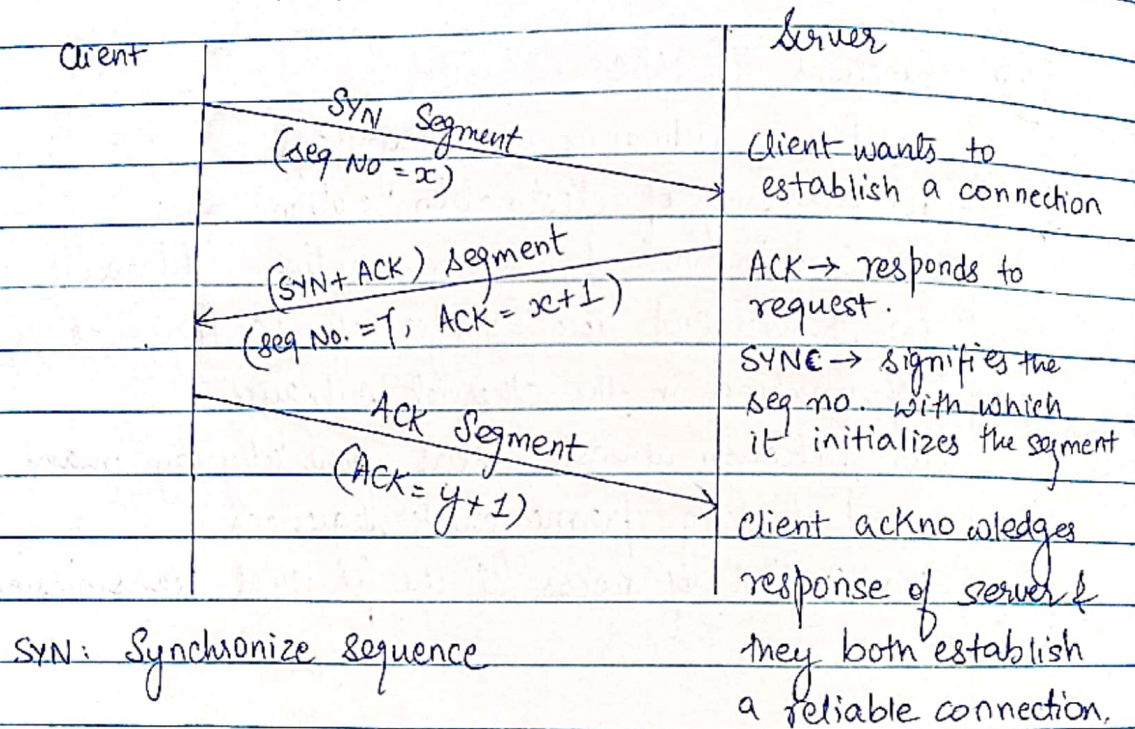 Client
Server
SYN Segment
(seq No = x)
Client wants to
establish a connection
(SYN+ ACK) segment
(seq No. = Y, ACK = x+1)
ACK → responds to
request.
SYNC → signifies the
seq no. with which
it initializes the segment
ACK Segment
(ACK = y+1)
Client acknowledges
response of server &
they both establish
a reliable connection.
SYN: Synchronize sequence